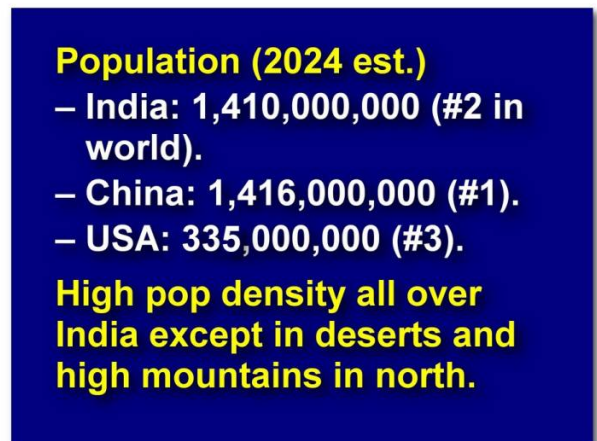 Population (2024 est.)
– India: 1,410,000,000 (#2 in
world).
– China: 1,416,000,000 (#1).
– USA: 335,000,000 (#3).
High pop density all over
India except in deserts and
high mountains in north.